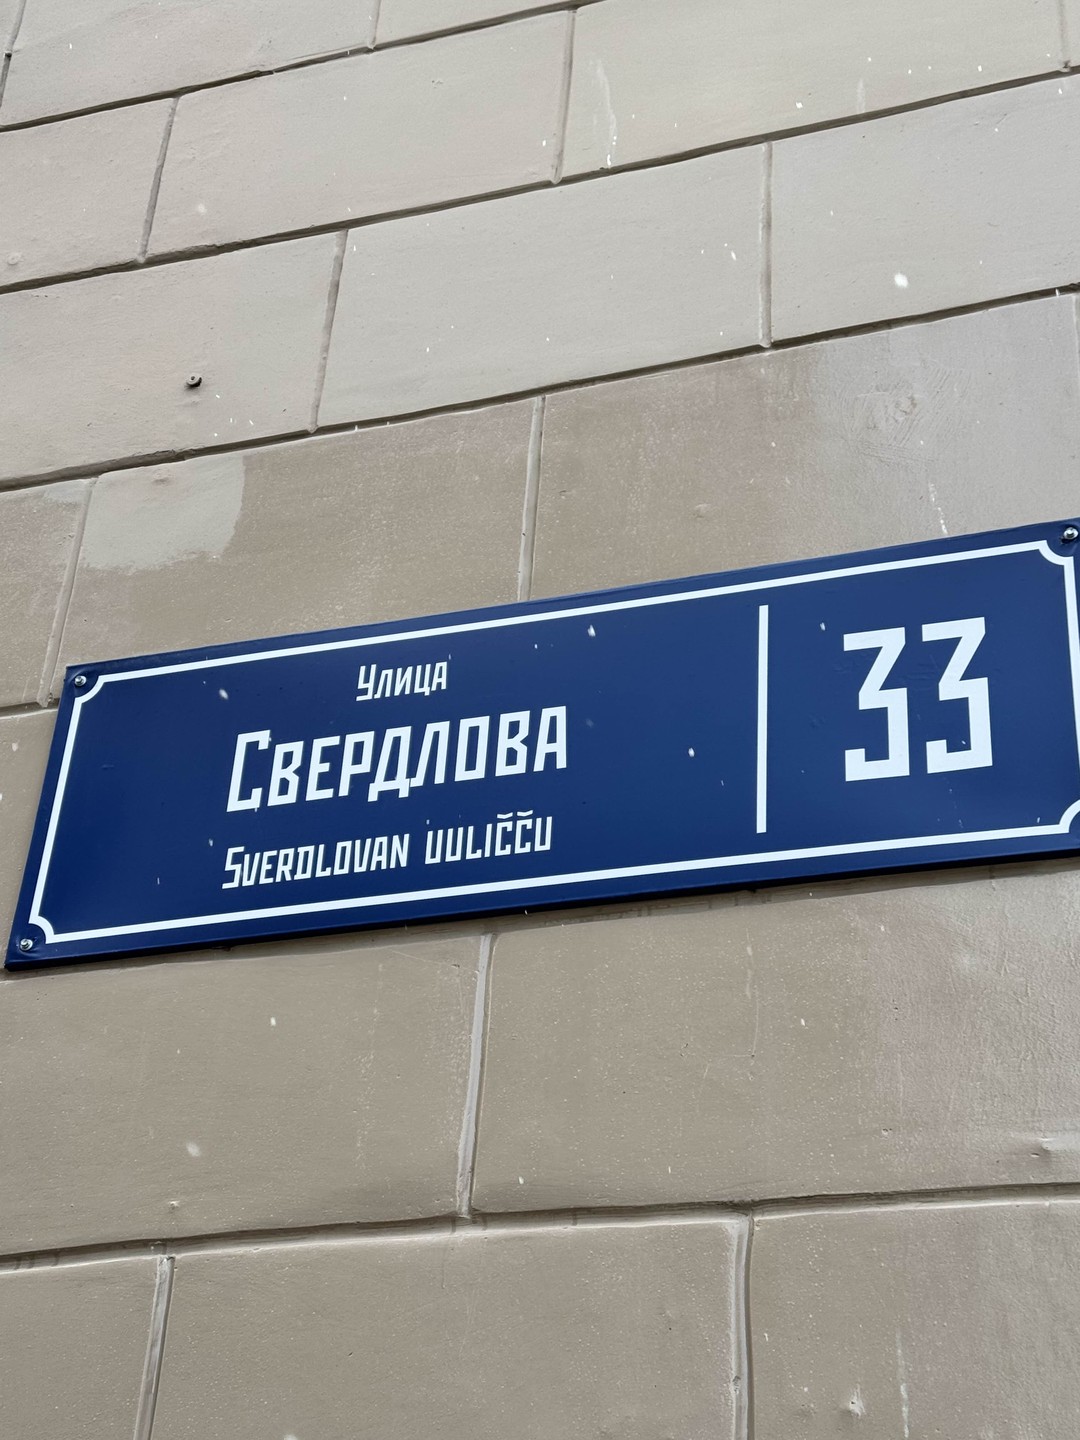 Улица
Свердлова
Sverdlovan uuličču
33